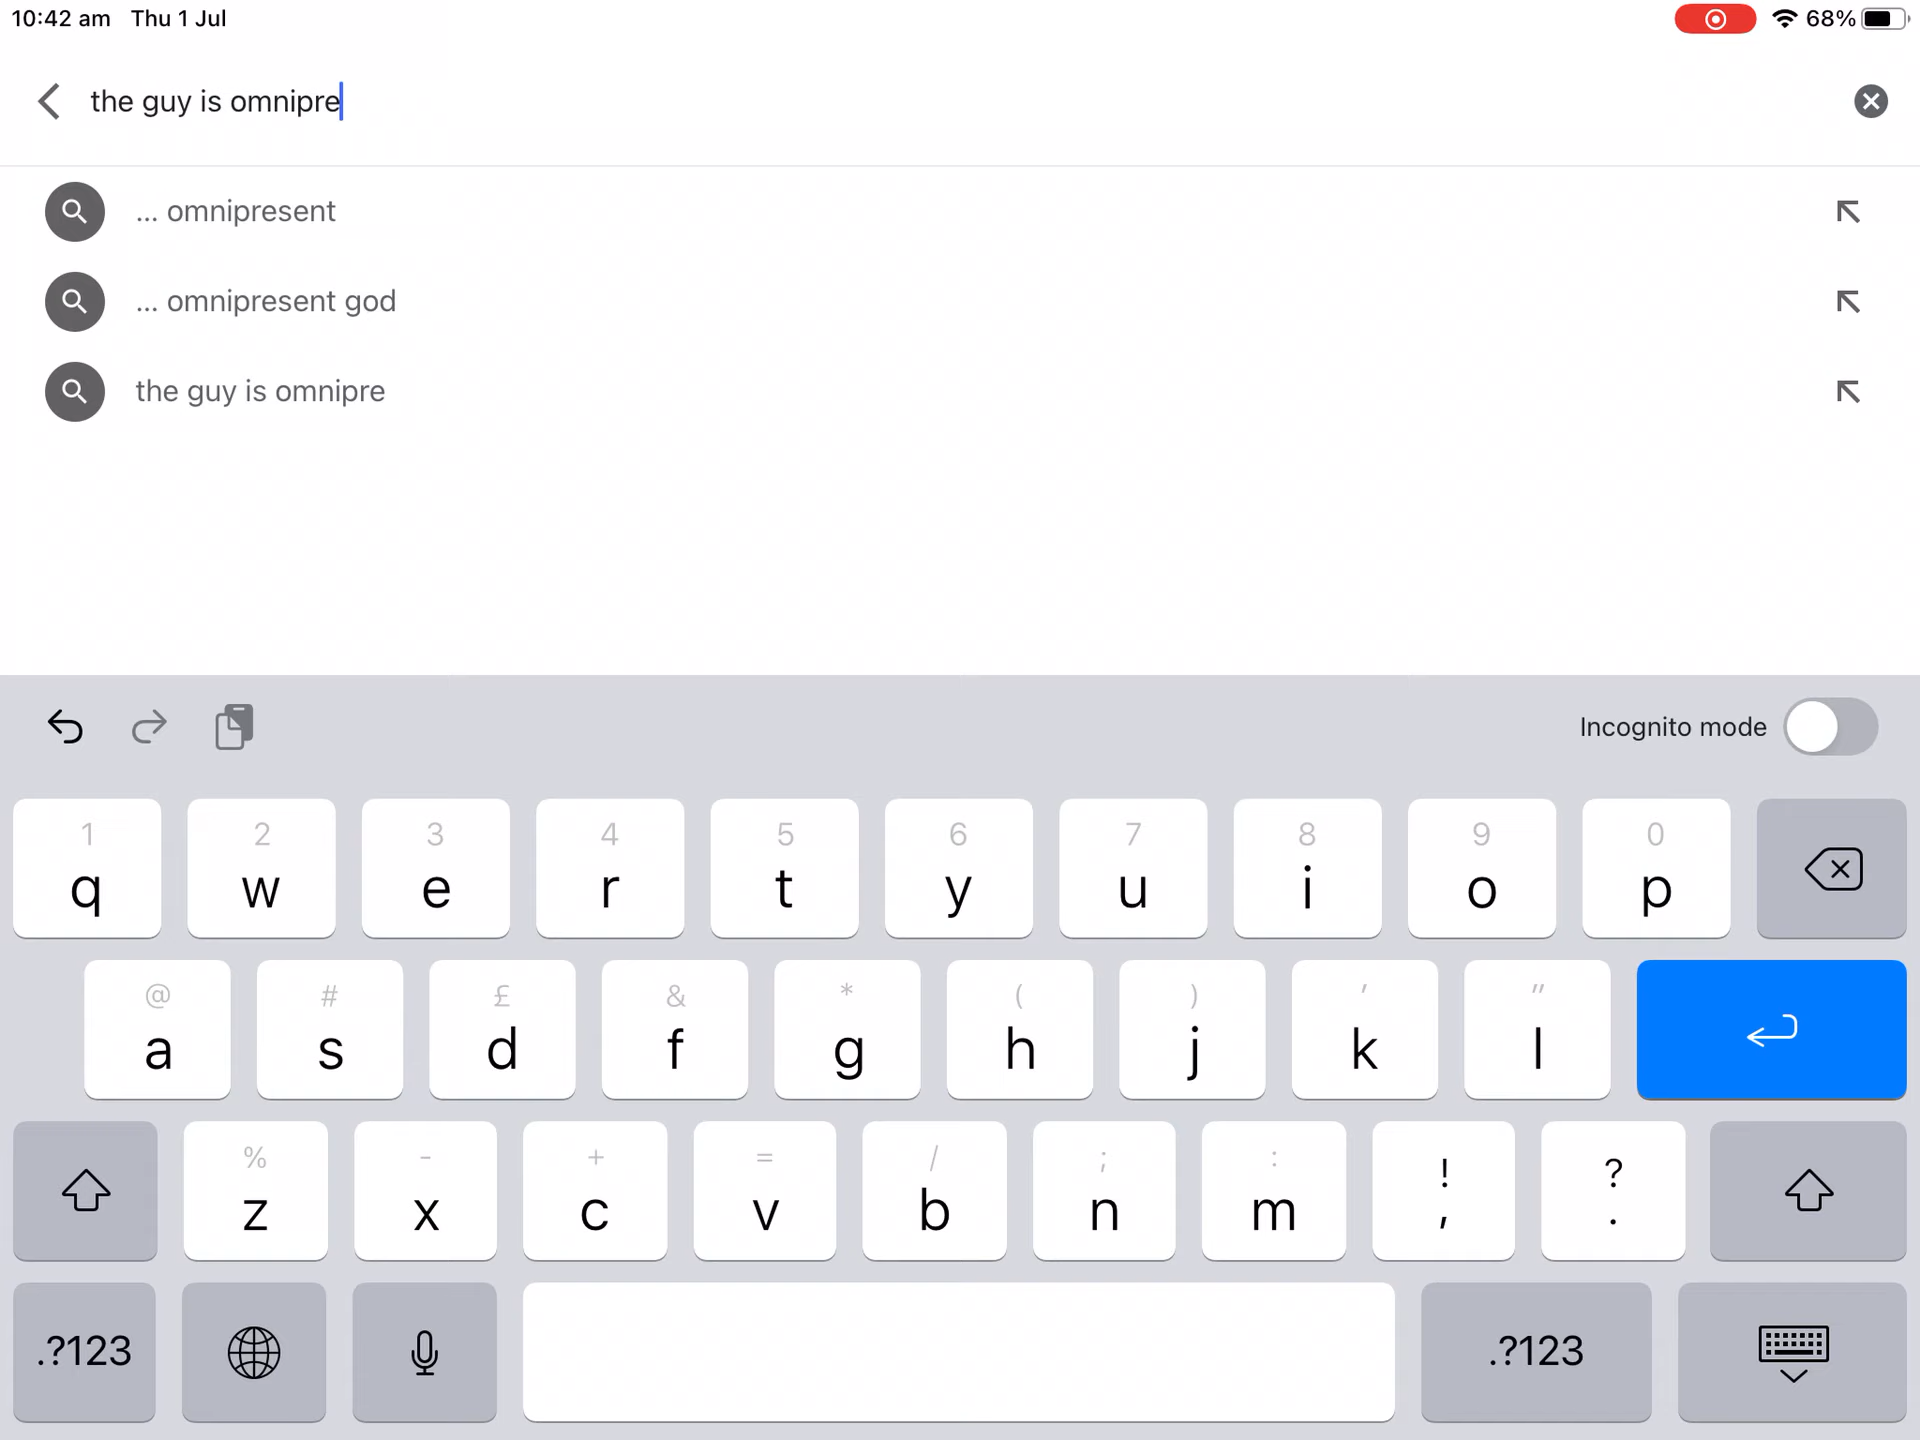 10:42 am Thu 1 Jul 68%
the guy is omnipre
... omnipresent
... omnipresent god
the guy is omnipre
Incognito mode
1 2 3 4 5 6 7 8 9 0
q w e r t y u i o p
@ # £ & * ( ) ' "
a s d f g h j k l
% - + = / ; : ! ?
z x c v b n m , .
.?123 .?123